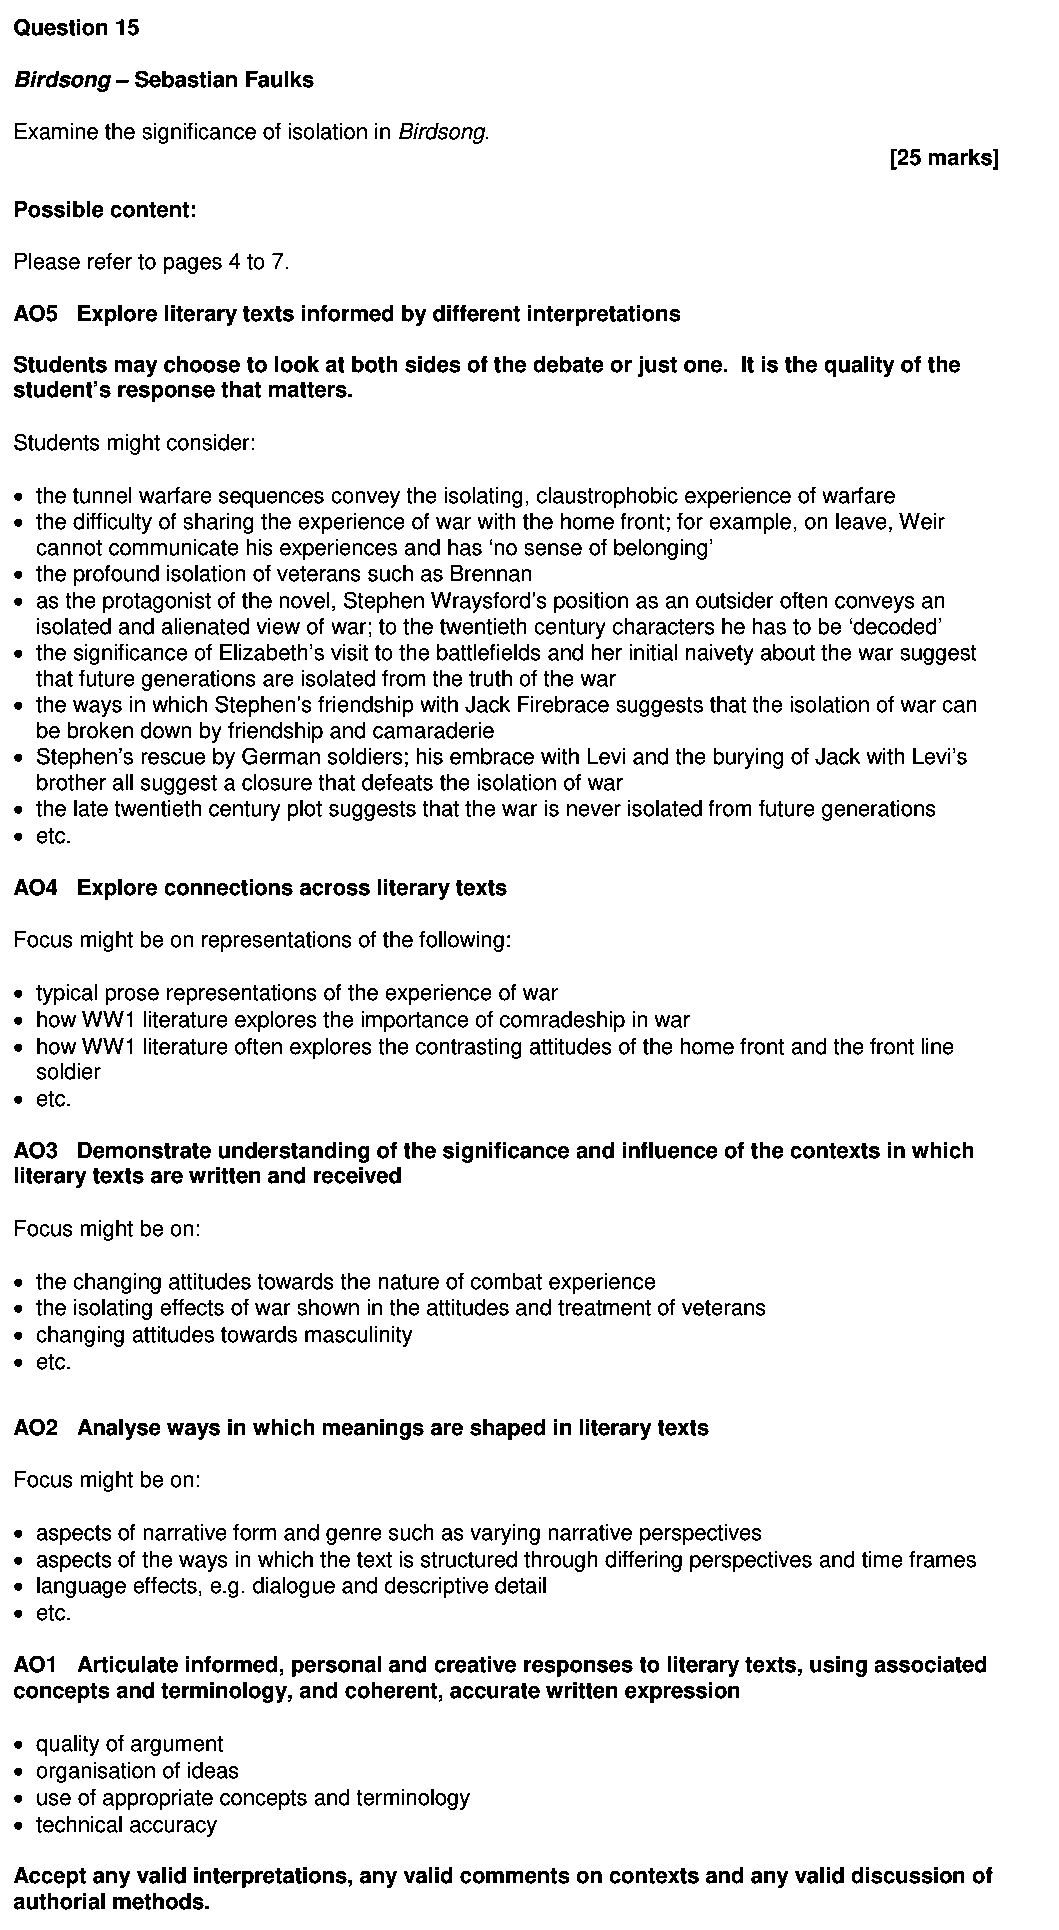 Question 15
Birdsong – Sebastian Faulks
Examine the significance of isolation in Birdsong.
[25 marks]
Possible content:
Please refer to pages 4 to 7.
AO5 Explore literary texts informed by different interpretations
Students may choose to look at both sides of the debate or just one. It is the quality of the
student's response that matters.
Students might consider:
• the tunnel warfare sequences convey the isolating, claustrophobic experience of warfare
• the difficulty of sharing the experience of war with the home front; for example, on leave, Weir
cannot communicate his experiences and has 'no sense of belonging'
• the profound isolation of veterans such as Brennan
• as the protagonist of the novel, Stephen Wraysford's position as an outsider often conveys an
isolated and alienated view of war; to the twentieth century characters he has to be 'decoded'
• the significance of Elizabeth's visit to the battlefields and her initial naivety about the war suggest
that future generations are isolated from the truth of the war
• the ways in which Stephen's friendship with Jack Firebrace suggests that the isolation of war can
be broken down by friendship and camaraderie
• Stephen's rescue by German soldiers; his embrace with Levi and the burying of Jack with Levi's
brother all suggest a closure that defeats the isolation of war
• the late twentieth century plot suggests that the war is never isolated from future generations
• etc.
AO4 Explore connections across literary texts
Focus might be on representations of the following:
• typical prose representations of the experience of war
• how WW1 literature explores the importance of comradeship in war
• how WW1 literature often explores the contrasting attitudes of the home front and the front line
soldier
• etc.
AO3 Demonstrate understanding of the significance and influence of the contexts in which
literary texts are written and received
Focus might be on:
• the changing attitudes towards the nature of combat experience
• the isolating effects of war shown in the attitudes and treatment of veterans
• changing attitudes towards masculinity
• etc.
AO2 Analyse ways in which meanings are shaped in literary texts
Focus might be on:
• aspects of narrative form and genre such as varying narrative perspectives
• aspects of the ways in which the text is structured through differing perspectives and time frames
• language effects, e.g. dialogue and descriptive detail
• etc.
AO1 Articulate informed, personal and creative responses to literary texts, using associated
concepts and terminology, and coherent, accurate written expression
• quality of argument
• organisation of ideas
• use of appropriate concepts and terminology
• technical accuracy
Accept any valid interpretations, any valid comments on contexts and any valid discussion of
authorial methods.